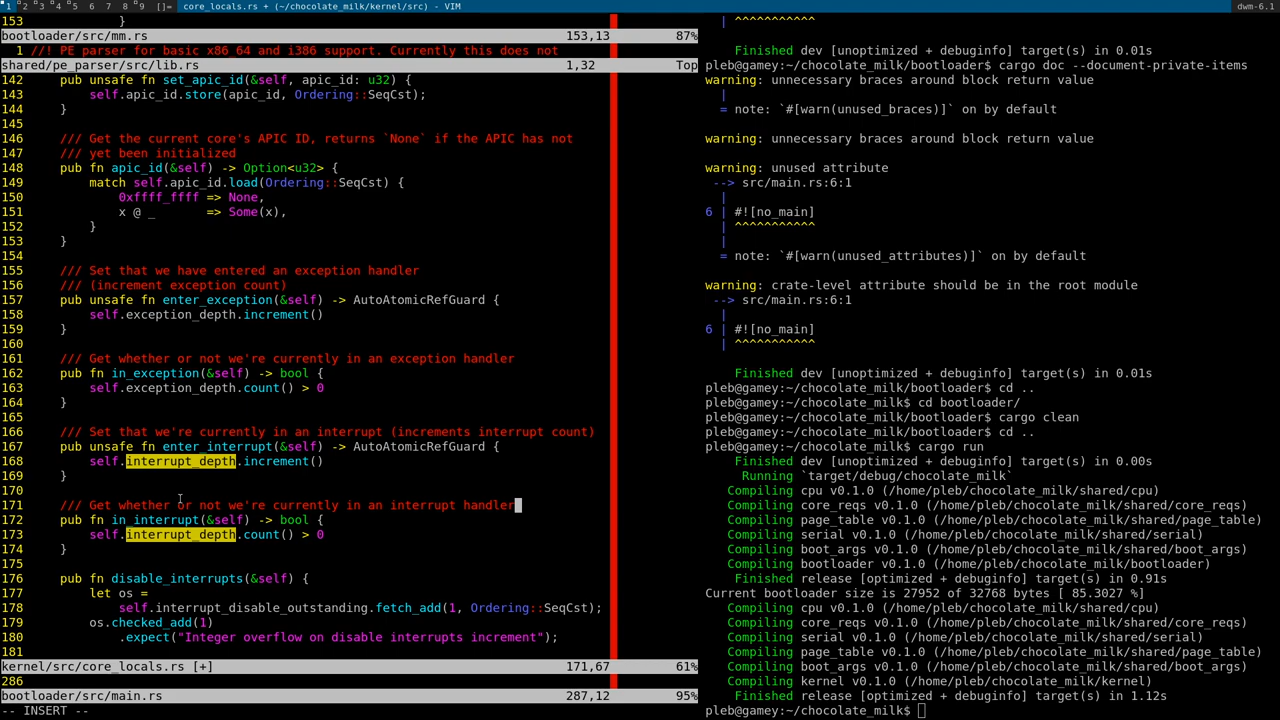 1 2 3 4 5 6 7 8 9 []= core_locals.rs + (~/chocolate_milk/kernel/src) - VIM dwm-6.1
153 }
bootloader/src/mm.rs 153,13 87%
1 //! PE parser for basic x86_64 and i386 support. Currently this does not
shared/pe_parser/src/lib.rs 1,32 Top
142 pub unsafe fn set_apic_id(&self, apic_id: u32) {
143 self.apic_id.store(apic_id, Ordering::SeqCst);
144 }
145
146 /// Get the current core's APIC ID, returns `None` if the APIC has not
147 /// yet been initialized
148 pub fn apic_id(&self) -> Option<u32> {
149 match self.apic_id.load(Ordering::SeqCst) {
150 0xffff_ffff => None,
151 x @ _ => Some(x),
152 }
153 }
154
155 /// Set that we have entered an exception handler
156 /// (increment exception count)
157 pub unsafe fn enter_exception(&self) -> AutoAtomicRefGuard {
158 self.exception_depth.increment()
159 }
160
161 /// Get whether or not we're currently in an exception handler
162 pub fn in_exception(&self) -> bool {
163 self.exception_depth.count() > 0
164 }
165
166 /// Set that we're currently in an interrupt (increments interrupt count)
167 pub unsafe fn enter_interrupt(&self) -> AutoAtomicRefGuard {
168 self.interrupt_depth.increment()
169 }
170
171 /// Get whether or not we're currently in an interrupt handler
172 pub fn in_interrupt(&self) -> bool {
173 self.interrupt_depth.count() > 0
174 }
175
176 pub fn disable_interrupts(&self) {
177 let os =
178 self.interrupt_disable_outstanding.fetch_add(1, Ordering::SeqCst);
179 os.checked_add(1)
180 .expect("Integer overflow on disable interrupts increment");
181
kernel/src/core_locals.rs [+] 171,67 61%
286
bootloader/src/main.rs 287,12 95%
-- INSERT --
| ^^^^^^^^^^^
Finished dev [unoptimized + debuginfo] target(s) in 0.01s
pleb@gamey:~/chocolate_milk/bootloader$ cargo doc --document-private-items
warning: unnecessary braces around block return value
|
= note: `#[warn(unused_braces)]` on by default
warning: unnecessary braces around block return value
warning: unused attribute
--> src/main.rs:6:1
|
6 | #![no_main]
| ^^^^^^^^^^^
|
= note: `#[warn(unused_attributes)]` on by default
warning: crate-level attribute should be in the root module
--> src/main.rs:6:1
|
6 | #![no_main]
| ^^^^^^^^^^^
Finished dev [unoptimized + debuginfo] target(s) in 0.01s
pleb@gamey:~/chocolate_milk/bootloader$ cd ..
pleb@gamey:~/chocolate_milk$ cd bootloader/
pleb@gamey:~/chocolate_milk/bootloader$ cargo clean
pleb@gamey:~/chocolate_milk/bootloader$ cd ..
pleb@gamey:~/chocolate_milk$ cargo run
Finished dev [unoptimized + debuginfo] target(s) in 0.00s
Running `target/debug/chocolate_milk`
Compiling cpu v0.1.0 (/home/pleb/chocolate_milk/shared/cpu)
Compiling core_reqs v0.1.0 (/home/pleb/chocolate_milk/shared/core_reqs)
Compiling page_table v0.1.0 (/home/pleb/chocolate_milk/shared/page_table)
Compiling serial v0.1.0 (/home/pleb/chocolate_milk/shared/serial)
Compiling boot_args v0.1.0 (/home/pleb/chocolate_milk/shared/boot_args)
Compiling bootloader v0.1.0 (/home/pleb/chocolate_milk/bootloader)
Finished release [optimized + debuginfo] target(s) in 0.91s
Current bootloader size is 27952 of 32768 bytes [ 85.3027 %]
Compiling cpu v0.1.0 (/home/pleb/chocolate_milk/shared/cpu)
Compiling core_reqs v0.1.0 (/home/pleb/chocolate_milk/shared/core_reqs)
Compiling serial v0.1.0 (/home/pleb/chocolate_milk/shared/serial)
Compiling page_table v0.1.0 (/home/pleb/chocolate_milk/shared/page_table)
Compiling boot_args v0.1.0 (/home/pleb/chocolate_milk/shared/boot_args)
Compiling kernel v0.1.0 (/home/pleb/chocolate_milk/kernel)
Finished release [optimized + debuginfo] target(s) in 1.12s
pleb@gamey:~/chocolate_milk$